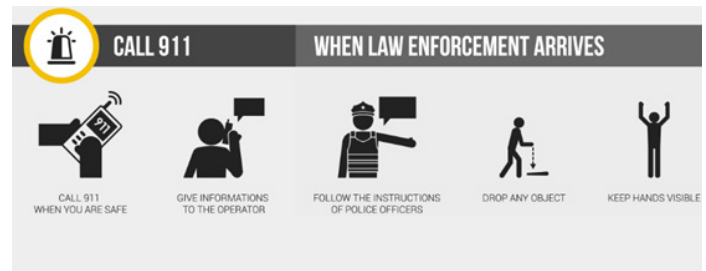 CALL 911
WHEN LAW ENFORCEMENT ARRIVES
911
CALL 911
WHEN YOU ARE SAFE
GIVE INFORMATIONS
TO THE OPERATOR
FOLLOW THE INSTRUCTIONS
OF POLICE OFFICERS
DROP ANY OBJECT
KEEP HANDS VISIBLE